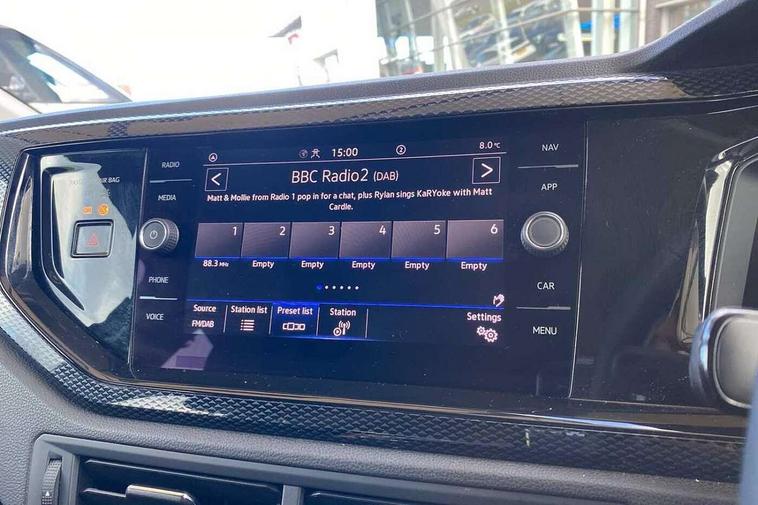 RADIO
MEDIA
PHONE
VOICE
15:00
2
8.0°C
BBC Radio2 (DAB)
Matt & Mollie from Radio 1 pop in for a chat, plus Rylan sings KaRYoke with Matt
Cardle.
1 2 3 4 5 6
88.3 MHz Empty Empty Empty Empty Empty
Source Station list Preset list Station Settings
FM/DAB
NAV
APP
CAR
MENU